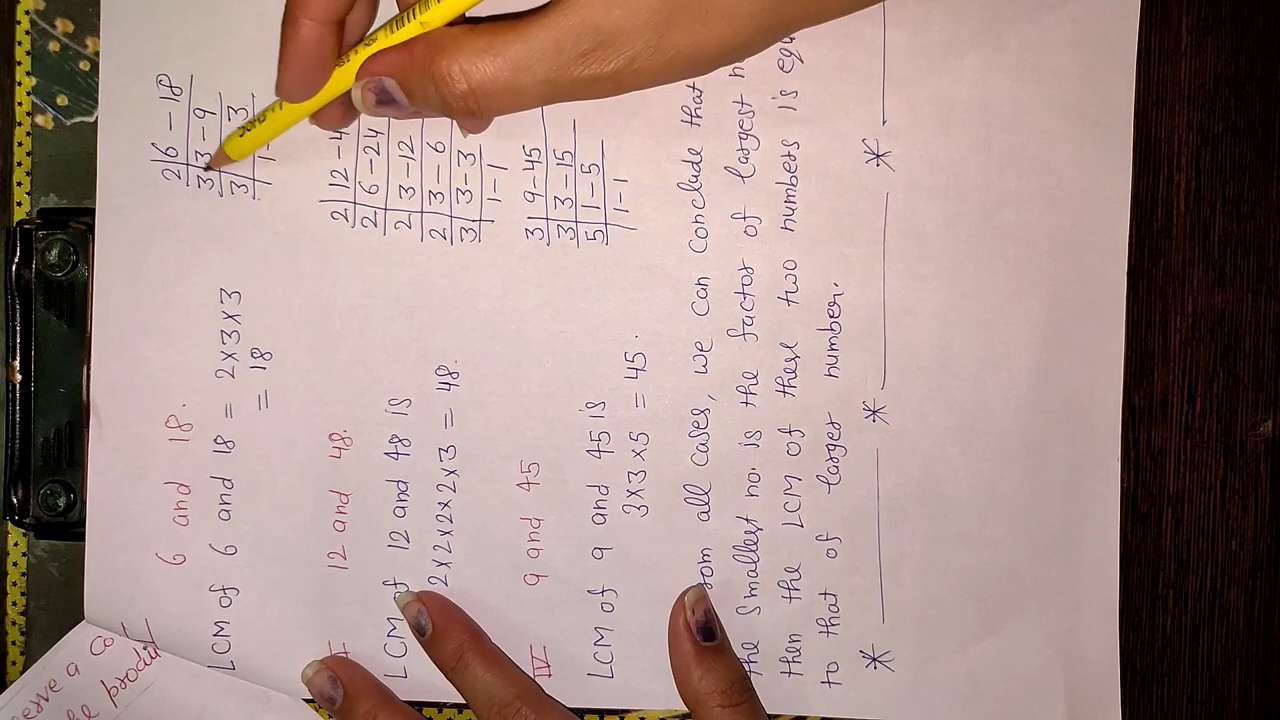 6 and 18.
LCM of 6 and 18 = 2×3×3
= 18
2 6 - 18
3 3 - 9
3 1 - 3
12 and 48.
LCM of 12 and 48 is
2×2×2×2×3 = 48.
2 12 - 4
2 6 - 24
2 3 - 12
2 3 - 6
3 3 - 3
1 - 1
IV 9 and 45
LCM of 9 and 45 is
3×3×5 = 45.
3 9 - 45
3 3 - 15
5 1 - 5
1 - 1
all cases, we can conclude that
the smallest no. is the factor of largest
then the LCM of these two numbers is
to that of larger number.
* * *